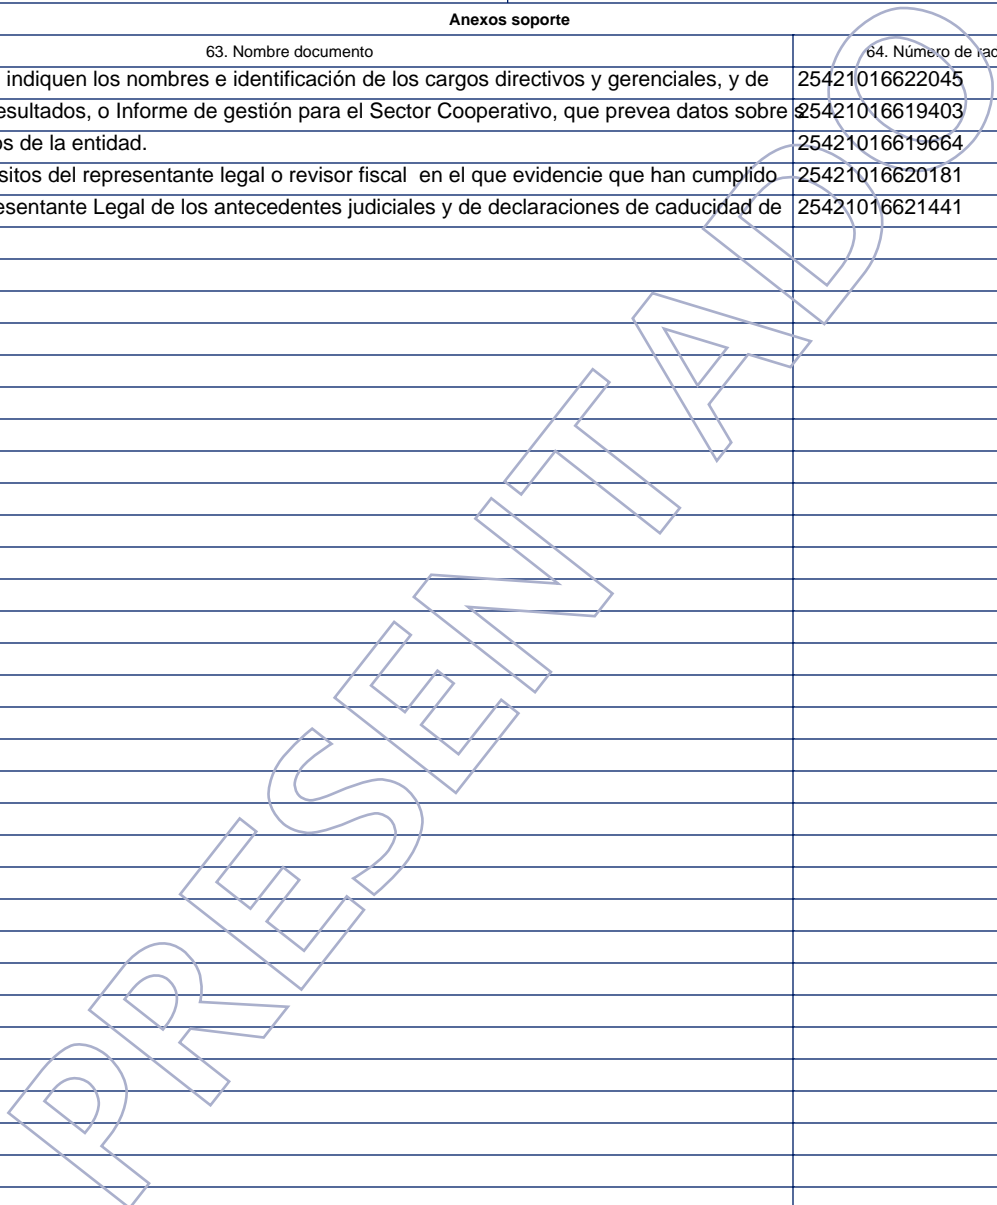 Anexos soporte
63. Nombre documento 64. Número de rad
indiquen los nombres e identificación de los cargos directivos y gerenciales, y de 25421016622045
esultados, o Informe de gestión para el Sector Cooperativo, que prevea datos sobre s 25421016619403
os de la entidad. 25421016619664
sitos del representante legal o revisor fiscal en el que evidencie que han cumplido 25421016620181
esentante Legal de los antecedentes judiciales y de declaraciones de caducidad de 25421016621441
PRESENTADO